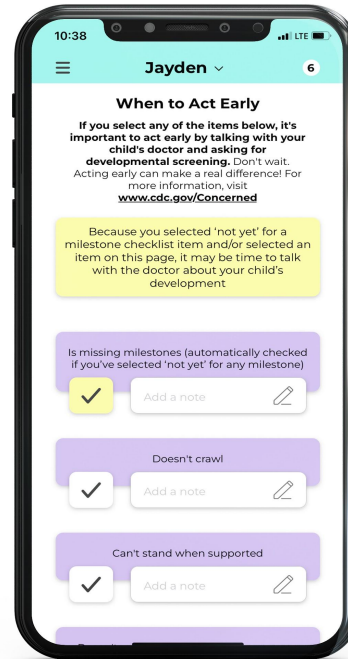 10:38
LTE
Jayden
6
When to Act Early
If you select any of the items below, it's
important to act early by talking with your
child's doctor and asking for
developmental screening. Don't wait.
Acting early can make a real difference! For
more information, visit
www.cdc.gov/Concerned
Because you selected ‘not yet’ for a
milestone checklist item and/or selected an
item on this page, it may be time to talk
with the doctor about your child’s
development
Is missing milestones (automatically checked
if you’ve selected ‘not yet’ for any milestone)
Add a note
Doesn't crawl
Add a note
Can't stand when supported
Add a note